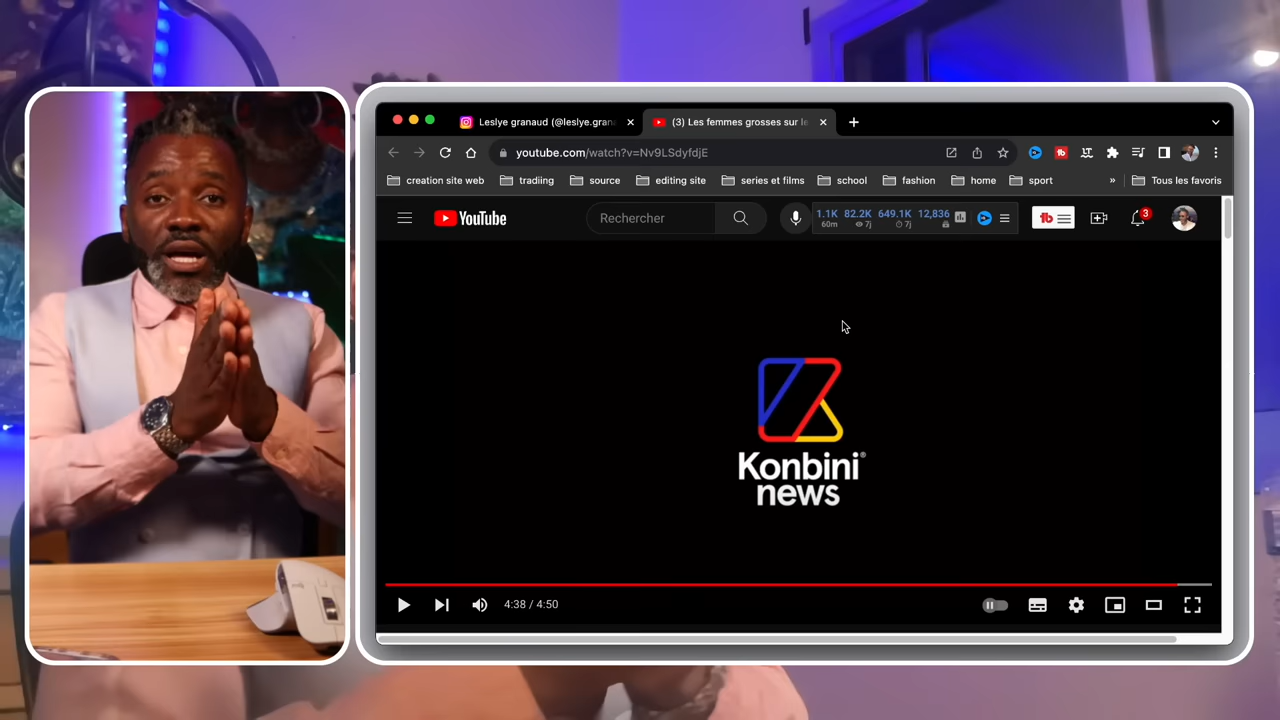 Leslye granaud (@leslye.grana
(3) Les femmes grosses sur le
youtube.com/watch?v=Nv9LSdyfdjE
creation site web
tradiing
source
editing site
series et films
school
fashion
home
sport
»
Tous les favoris
YouTube
Rechercher
1.1K 82.2K 649.1K 12,836
60m 7j 7j
tb
3
Konbini®
news
4:38 / 4:50